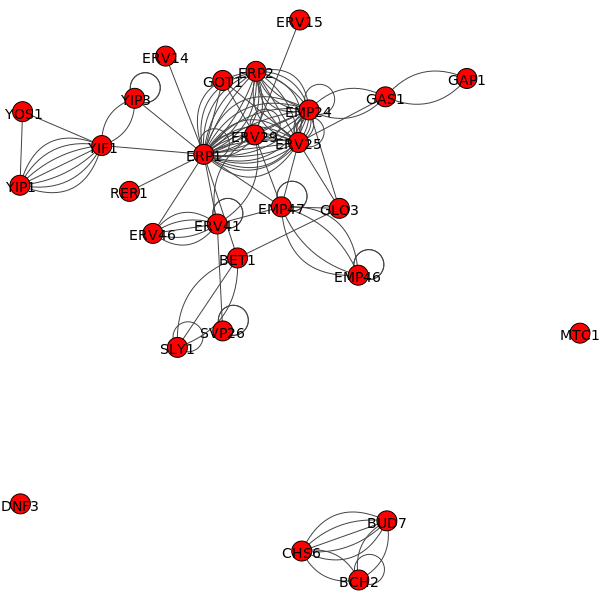 ERV15
ERV14
ERP2
GOT1
GAP1
YIP3
GAS1
EMP24
YOS1
ERV29
ERV25
YIF1
ERP1
YIP1
RER1
EMP47
GLO3
ERV41
ERV46
BET1
EMP46
SVP26
MTC1
SLY1
DNF3
BUD7
CHS6
BCH2